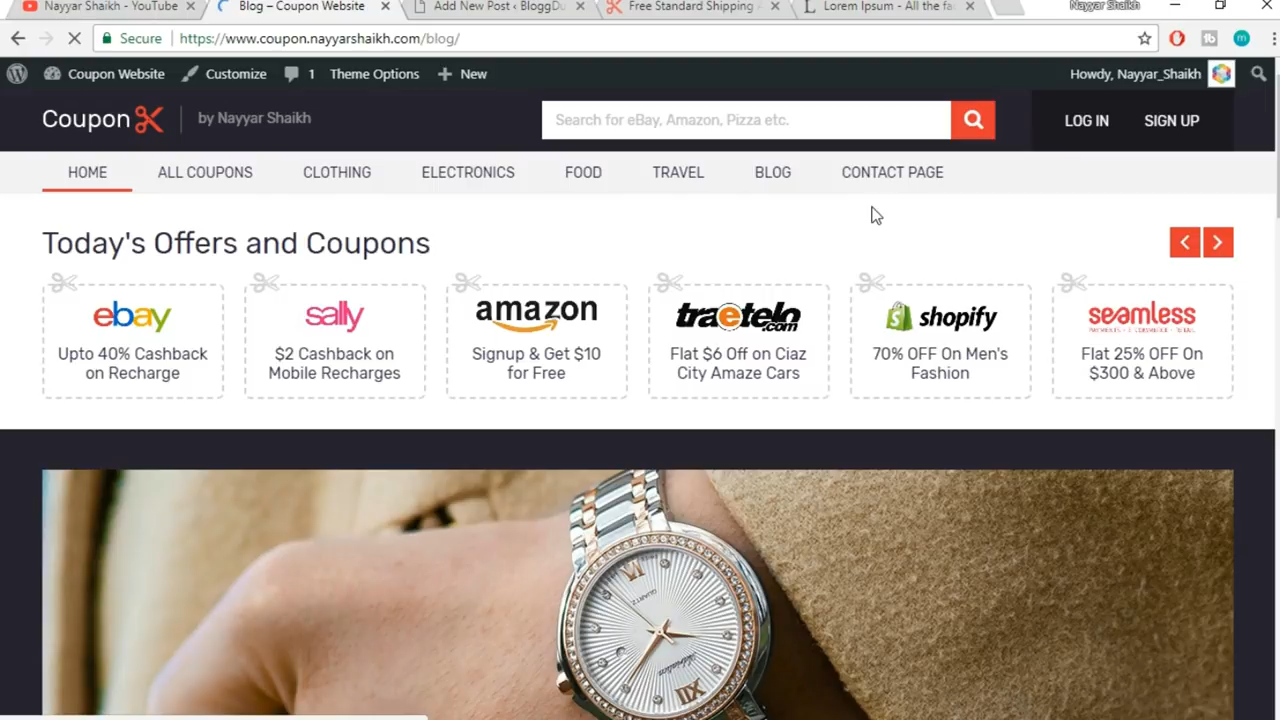 Nayyar Shaikh - YouTube
Blog – Coupon Website
Add New Post ‹ BloggDu
Free Standard Shipping
Lorem Ipsum - All the fa
Nayyar Shaikh
Secure
https://www.coupon.nayyarshaikh.com/blog/
Coupon Website
Customize
1
Theme Options
New
Howdy, Nayyar_Shaikh
Coupon
by Nayyar Shaikh
Search for eBay, Amazon, Pizza etc.
LOG IN
SIGN UP
HOME
ALL COUPONS
CLOTHING
ELECTRONICS
FOOD
TRAVEL
BLOG
CONTACT PAGE
Today's Offers and Coupons
ebay
Upto 40% Cashback
on Recharge
sally
$2 Cashback on
Mobile Recharges
amazon
Signup & Get $10
for Free
traetelo.com
Flat $6 Off on Ciaz
City Amaze Cars
shopify
70% OFF On Men's
Fashion
seamless
Flat 25% OFF On
$300 & Above
QUARTZ
XII